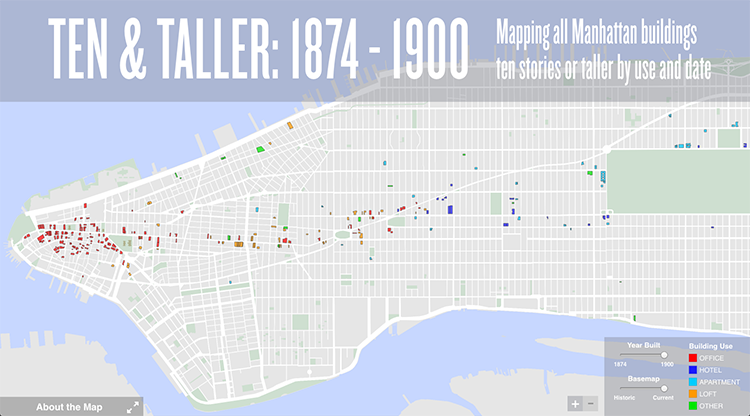 TEN & TALLER: 1874 - 1900
Mapping all Manhattan buildings
ten stories or taller by use and date
Year Built
1874 1900
Basemap
Historic Current
Building Use
OFFICE
HOTEL
APARTMENT
LOFT
OTHER
About the Map
+ −